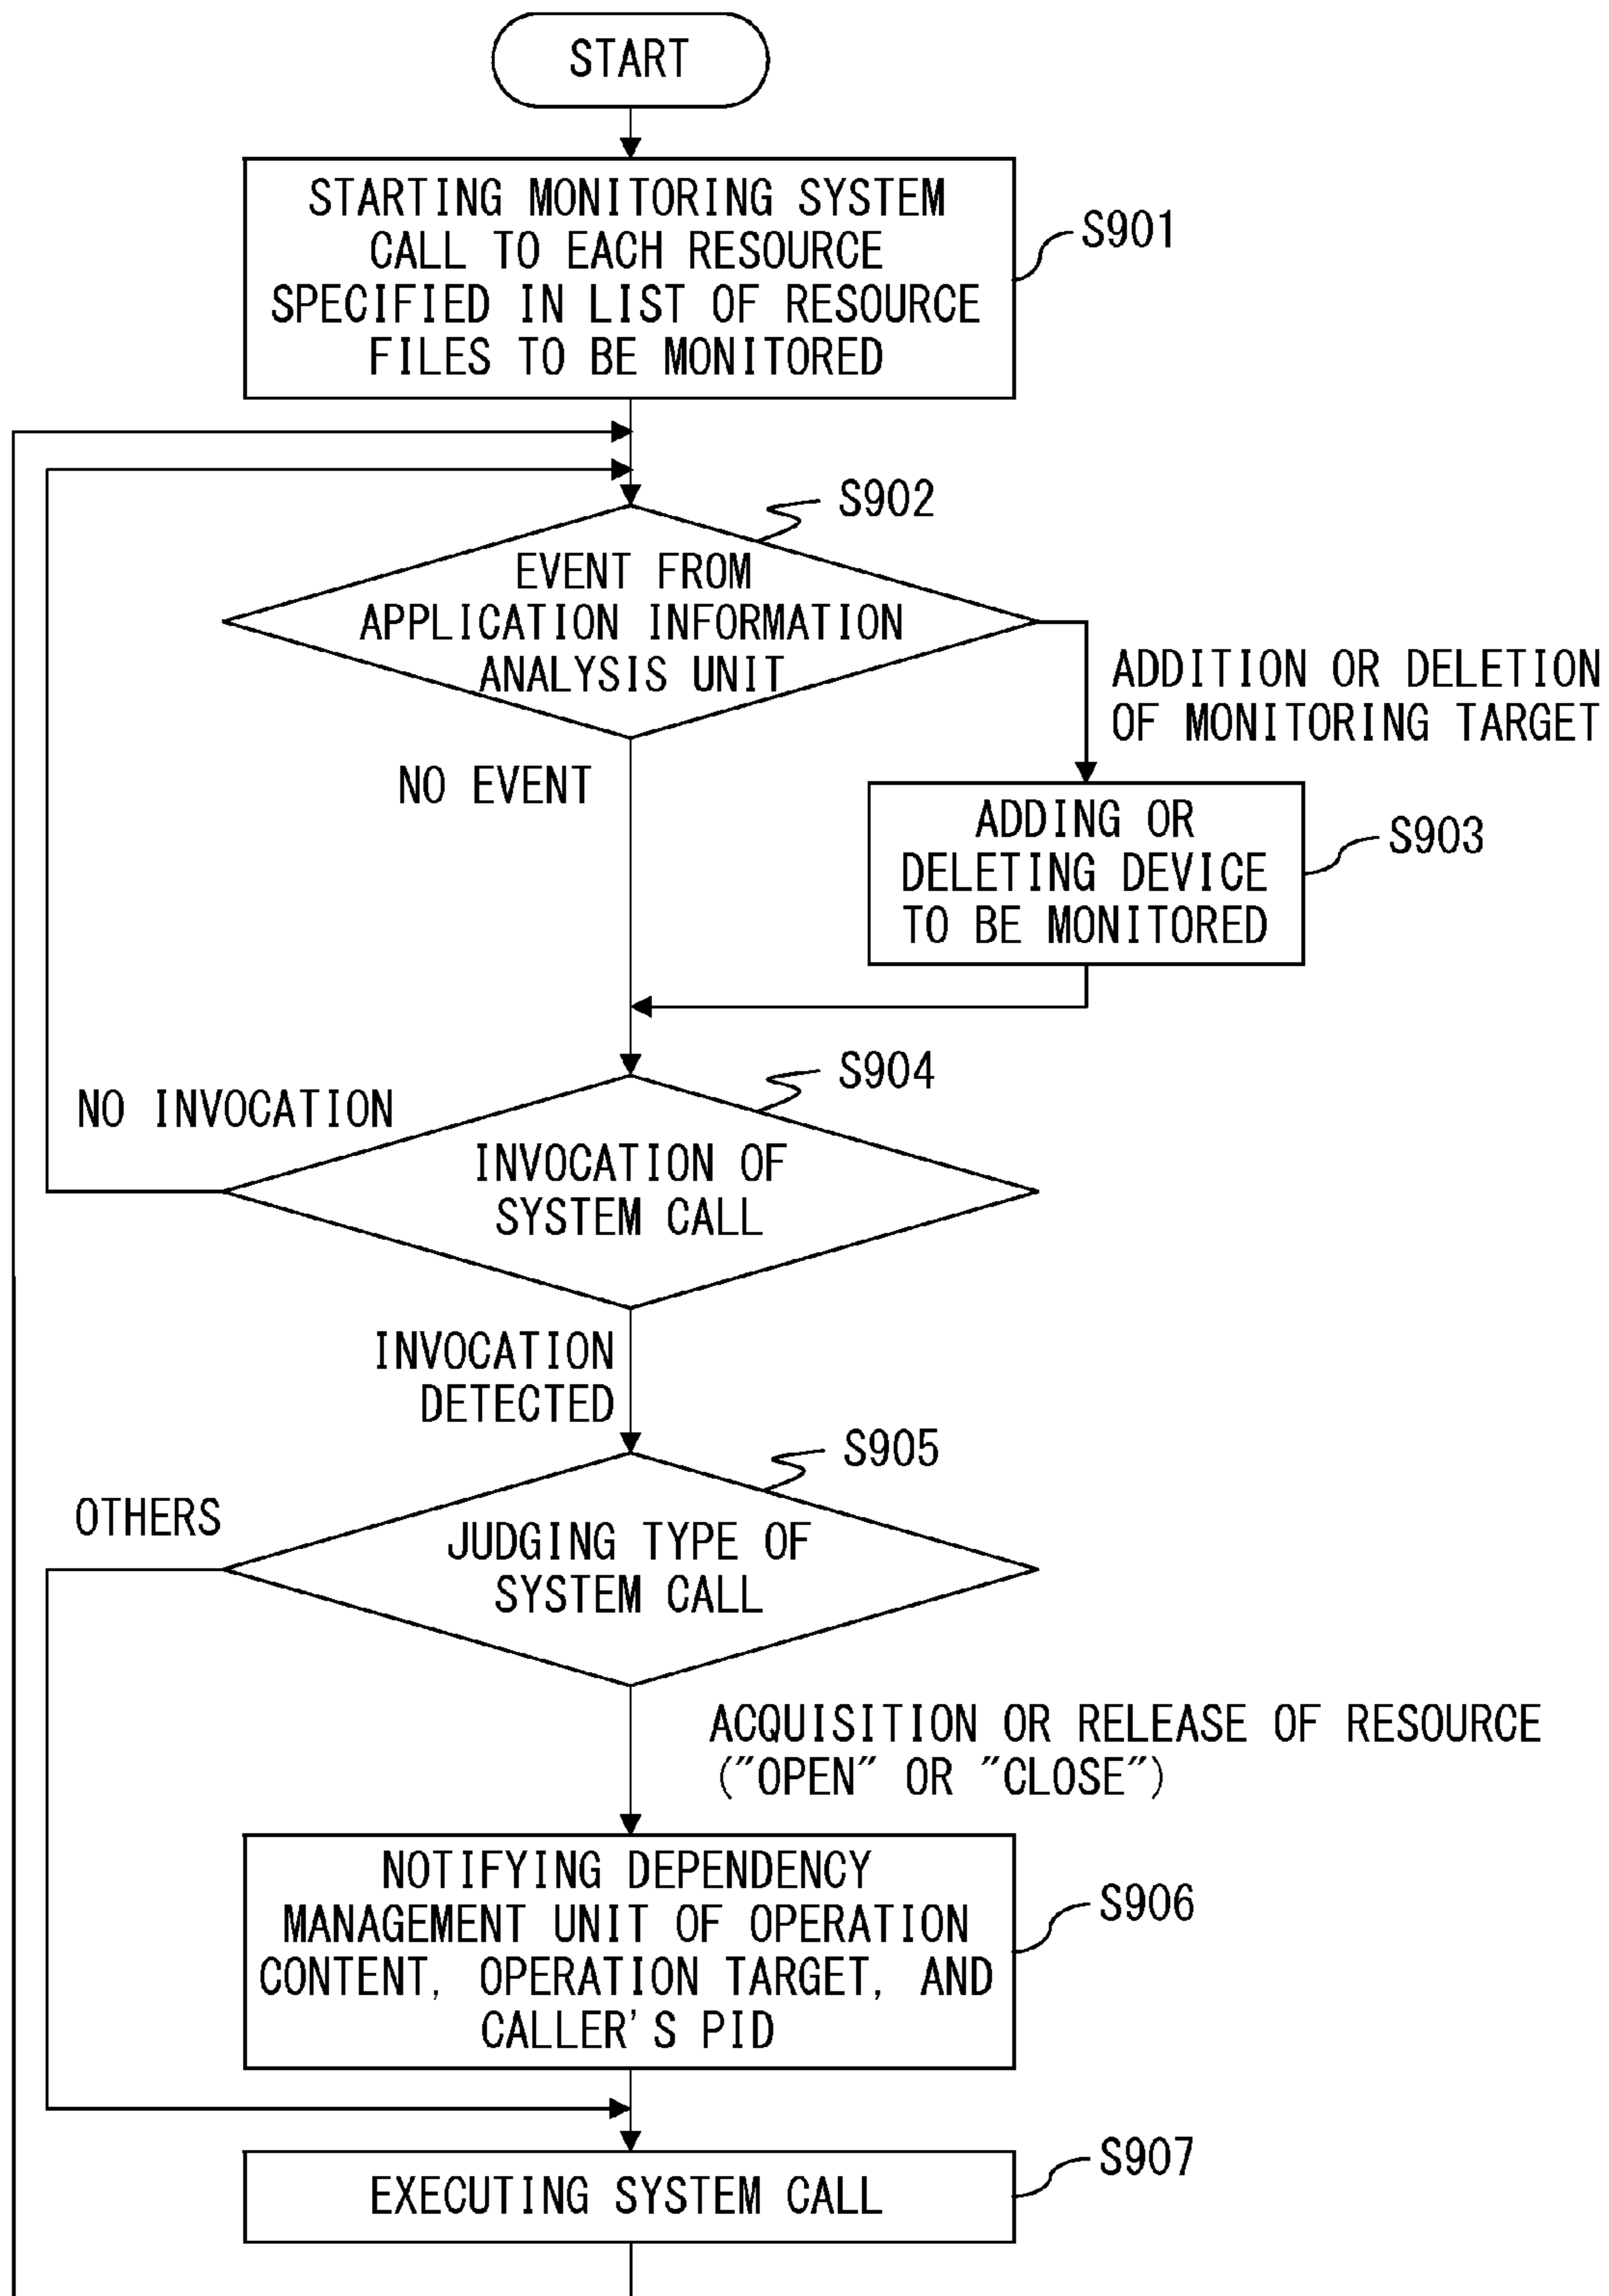 START
STARTING MONITORING SYSTEM
CALL TO EACH RESOURCE
SPECIFIED IN LIST OF RESOURCE
FILES TO BE MONITORED
S901
S902
EVENT FROM
APPLICATION INFORMATION
ANALYSIS UNIT
ADDITION OR DELETION
OF MONITORING TARGET
NO EVENT
ADDING OR
DELETING DEVICE
TO BE MONITORED
S903
S904
NO INVOCATION
INVOCATION OF
SYSTEM CALL
INVOCATION
DETECTED
S905
OTHERS
JUDGING TYPE OF
SYSTEM CALL
ACQUISITION OR RELEASE OF RESOURCE
("OPEN" OR "CLOSE")
NOTIFYING DEPENDENCY
MANAGEMENT UNIT OF OPERATION
CONTENT, OPERATION TARGET, AND
CALLER'S PID
S906
EXECUTING SYSTEM CALL
S907